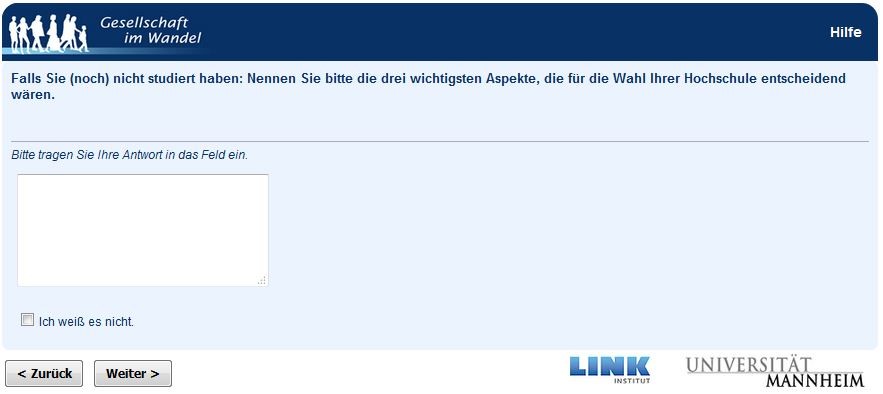 Gesellschaft
im Wandel
Hilfe
Falls Sie (noch) nicht studiert haben: Nennen Sie bitte die drei wichtigsten Aspekte, die für die Wahl Ihrer Hochschule entscheidend
wären.
Bitte tragen Sie Ihre Antwort in das Feld ein.
Ich weiß es nicht.
< Zurück
Weiter >
LINK
INSTITUT
UNIVERSITÄT
MANNHEIM